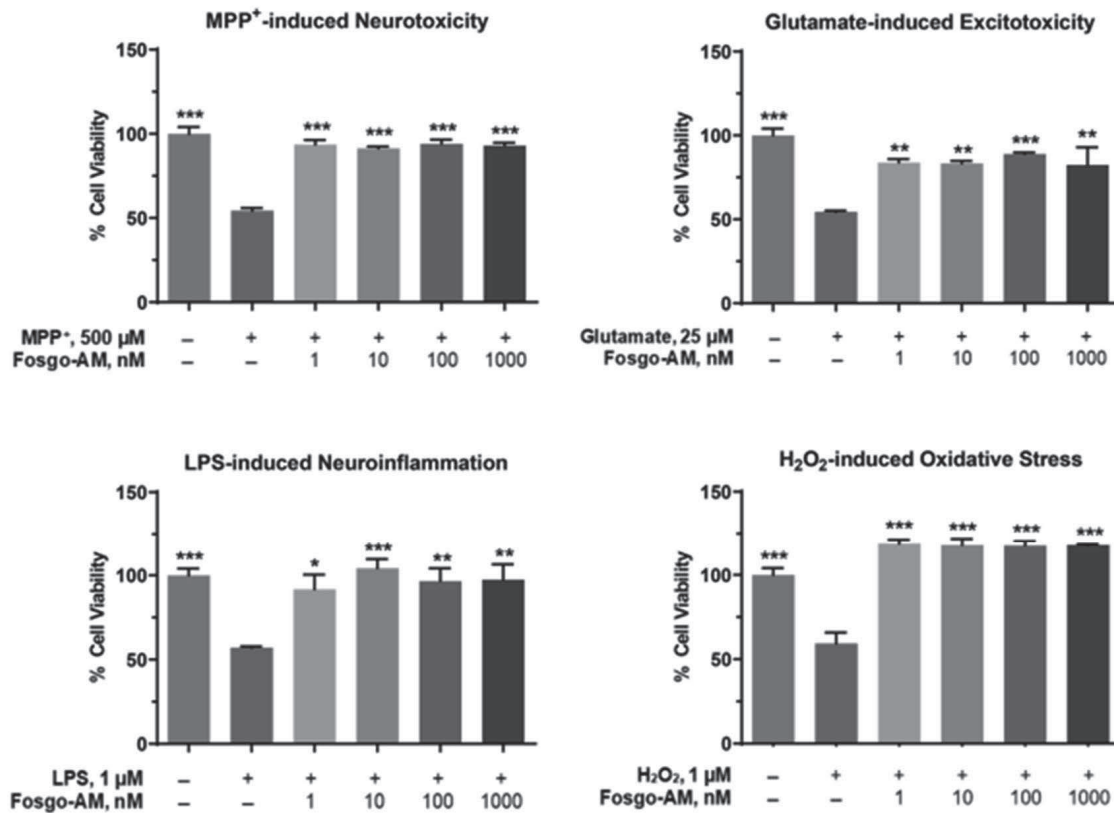 MPP⁺-induced Neurotoxicity
150
100
50
0
% Cell Viability
*** *** *** *** ***
MPP⁺, 500 µM – + + + + +
Fosgo-AM, nM – – 1 10 100 1000
Glutamate-induced Excitotoxicity
150
100
50
0
% Cell Viability
*** ** ** *** **
Glutamate, 25 µM – + + + + +
Fosgo-AM, nM – – 1 10 100 1000
LPS-induced Neuroinflammation
150
100
50
0
% Cell Viability
*** * *** ** **
LPS, 1 µM – + + + + +
Fosgo-AM, nM – – 1 10 100 1000
H₂O₂-induced Oxidative Stress
150
100
50
0
% Cell Viability
*** *** *** *** ***
H₂O₂, 1 µM – + + + + +
Fosgo-AM, nM – – 1 10 100 1000